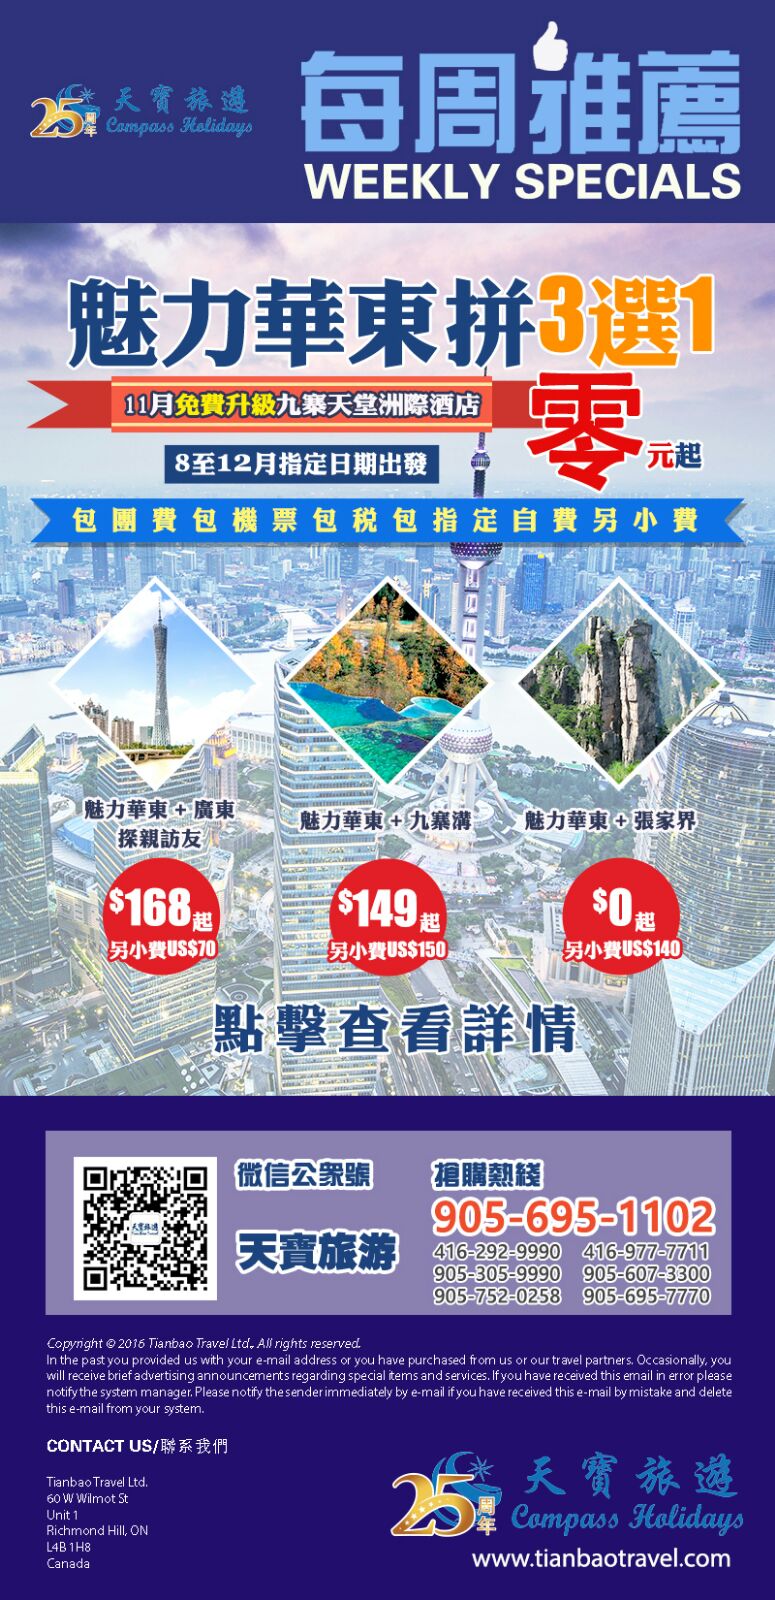 25周年 天寶旅遊
Compass Holidays
每周推薦
WEEKLY SPECIALS
魅力華東拼3選1
11月免費升級九寨天堂洲際酒店
零元起
8至12月指定日期出發
包團費包機票包稅包指定自費另小費
魅力華東+廣東
探親訪友
$168起
另小費US$70
魅力華東+九寨溝
$149起
另小費US$150
魅力華東+張家界
$0起
另小費US$140
點擊查看詳情
天寶旅遊
微信公眾號
天寶旅游
搶購熱綫
905-695-1102
416-292-9990 416-977-7711
905-305-9990 905-607-3300
905-752-0258 905-695-7770
Copyright © 2016 Tianbao Travel Ltd., All rights reserved.
In the past you provided us with your e-mail address or you have purchased from us or our travel partners. Occasionally, you
will receive brief advertising announcements regarding special items and services. If you have received this email in error please
notify the system manager. Please notify the sender immediately by e-mail if you have received this e-mail by mistake and delete
this e-mail from your system.
CONTACT US/聯系我們
Tianbao Travel Ltd.
60 W Wilmot St
Unit 1
Richmond Hill, ON
L4B 1H8
Canada
25周年 天寶旅遊
Compass Holidays
www.tianbaotravel.com